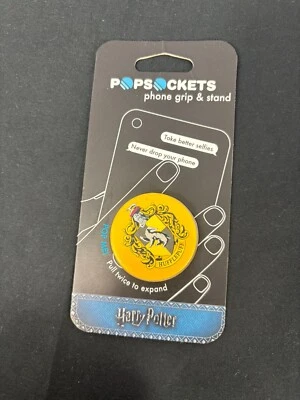 POPSOCKETS
phone grip & stand
Take better selfies
Never drop your phone
HUFFLEPUFF
Pull twice to expand
Harry Potter